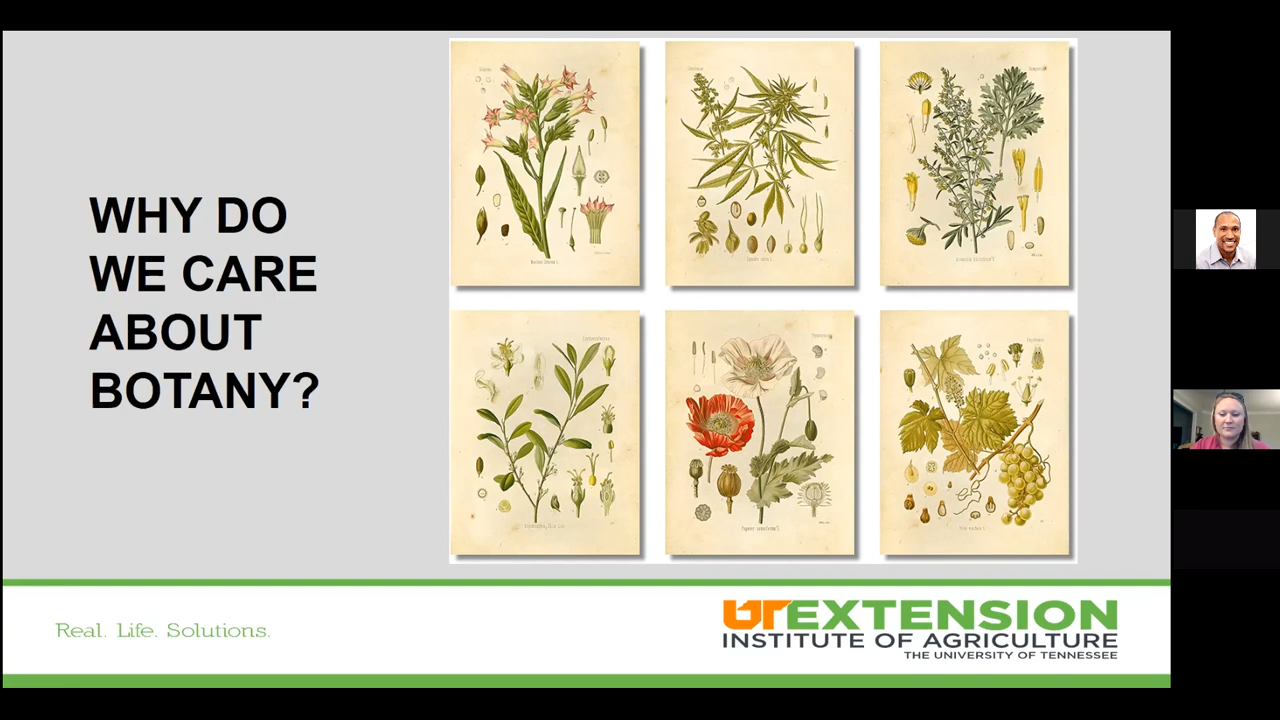 WHY DO
WE CARE
ABOUT
BOTANY?
Real. Life. Solutions.
UT EXTENSION
INSTITUTE OF AGRICULTURE
THE UNIVERSITY OF TENNESSEE